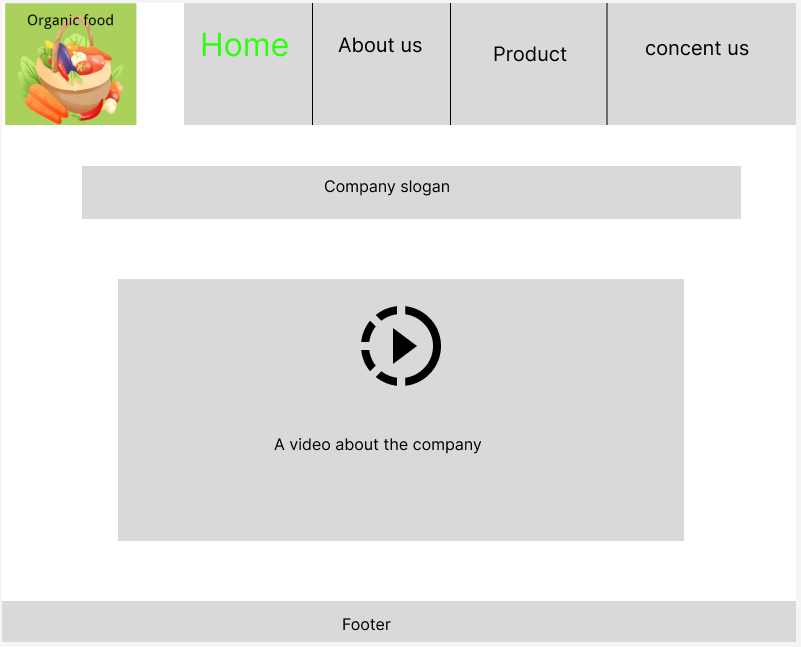 Organic food
Home
About us
Product
concent us
Company slogan
A video about the company
Footer